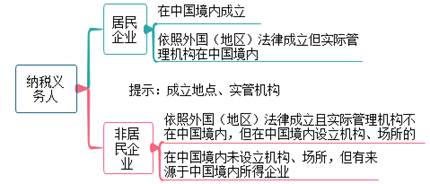 在中国境内成立
居民
企业
依照外国（地区）法律成立但实际管
理机构在中国境内
纳税义
务人
提示：成立地点、实管机构
依照外国（地区）法律成立且实际管理机构不
在中国境内，但在中国境内设立机构、场所的
非居
民企
业
在中国境内未设立机构、场所，但有来
源于中国境内所得企业